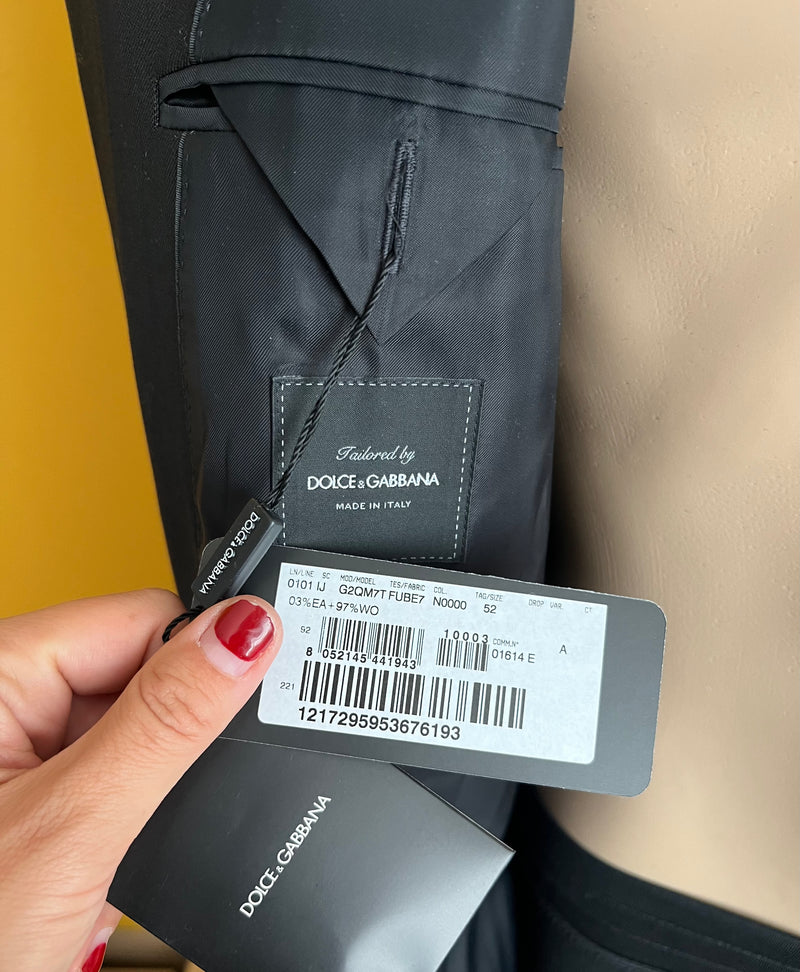 Tailored by
DOLCE & GABBANA
MADE IN ITALY
DOLCE & GABBANA
LN/LINE SC MOD/MODEL TES/FABRIC COL. TAG/SIZE DROP VAR. CT
0101 IJ G2QM7T FUBE7 N0000 52
03%EA+97%WO
92 10003 COMM.N° A
8 052145 441943 01614 E
221
1217295953676193
DOLCE & GABBANA